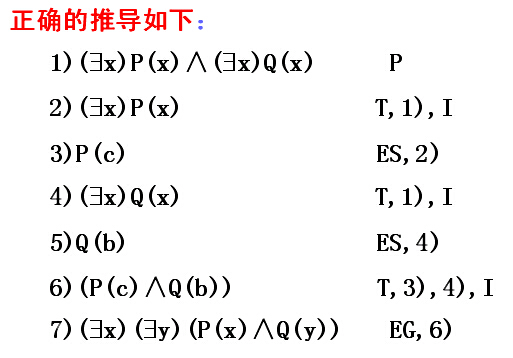 正确的推导如下：
1)(∃x)P(x)∧(∃x)Q(x) P
2)(∃x)P(x) T,1),I
3)P(c) ES,2)
4)(∃x)Q(x) T,1),I
5)Q(b) ES,4)
6)(P(c)∧Q(b)) T,3),4),I
7)(∃x)(∃y)(P(x)∧Q(y)) EG,6)